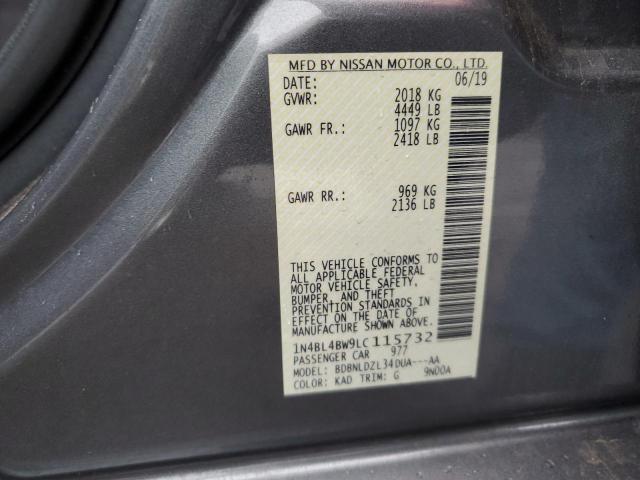 MFD BY NISSAN MOTOR CO., LTD.
DATE: 06/19
GVWR: 2018 KG
4449 LB
GAWR FR.: 1097 KG
2418 LB
GAWR RR.: 969 KG
2136 LB
THIS VEHICLE CONFORMS TO
ALL APPLICABLE FEDERAL
MOTOR VEHICLE SAFETY,
BUMPER, AND THEFT
PREVENTION STANDARDS IN
EFFECT ON THE DATE OF
MANUFACTURE SHOWN ABOVE.
1N4BL4BW9LC115732
PASSENGER CAR 977
MODEL: BDBNLDZL34DUA---AA
COLOR: KAD TRIM: G 9N00A